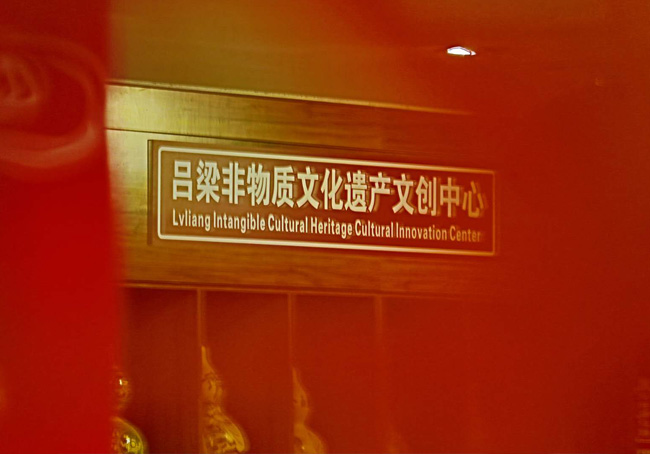 吕梁非物质文化遗产文创中心
Lvliang Intangible Cultural Heritage Cultural Innovation Center